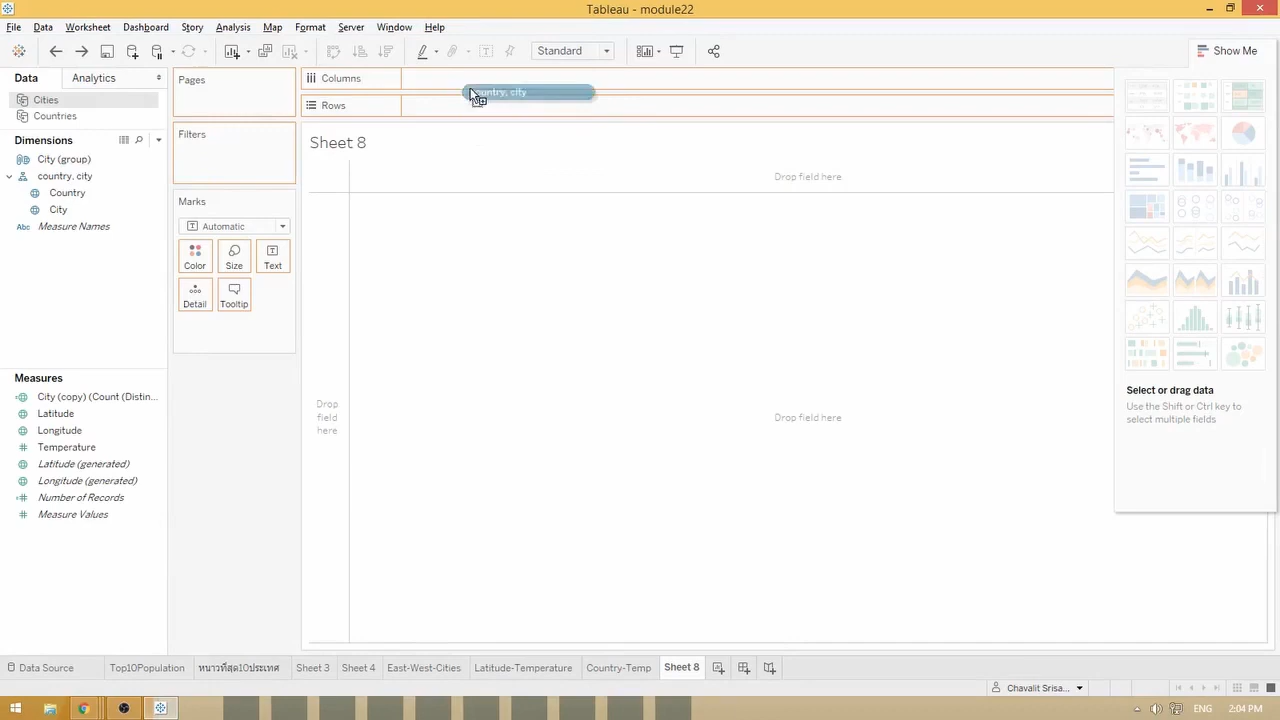 Tableau - module22
File Data Worksheet Dashboard Story Analysis Map Format Server Window Help
Standard
Show Me
Data Analytics
Pages
Columns
Rows
country, city
Cities
Countries
Dimensions
City (group)
country, city
Country
City
Measure Names
Filters
Marks
Automatic
Color Size Text
Detail Tooltip
Sheet 8
Drop field here
Drop
field
here
Drop field here
Measures
City (copy) (Count (Distin...
Latitude
Longitude
Temperature
Latitude (generated)
Longitude (generated)
Number of Records
Measure Values
Select or drag data
Use the Shift or Ctrl key to
select multiple fields
Data Source Top10Population หนาวที่สุด10ประเทศ Sheet 3 Sheet 4 East-West-Cities Latitude-Temperature Country-Temp Sheet 8
Chavalit Srisa...
ENG 2:04 PM